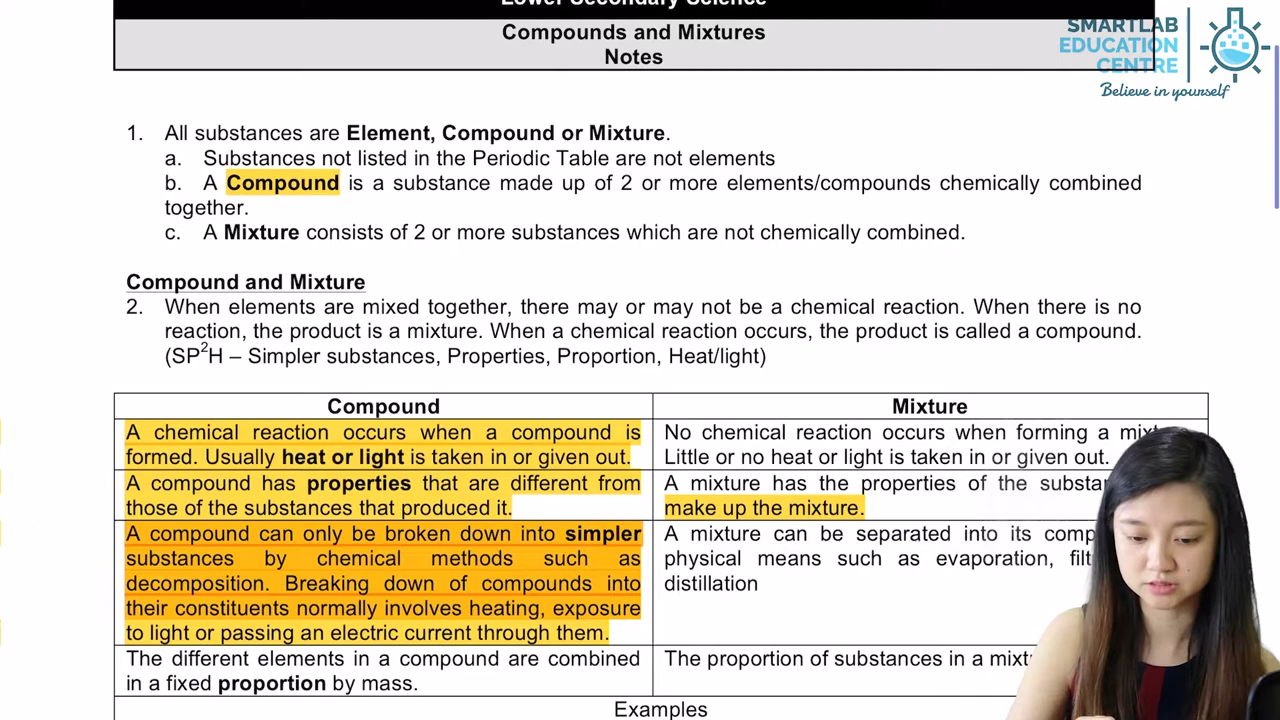 Lower Secondary Science
Compounds and Mixtures
Notes
SMARTLAB
EDUCATION
CENTRE
Believe in yourself
1. All substances are Element, Compound or Mixture.
a. Substances not listed in the Periodic Table are not elements
b. A Compound is a substance made up of 2 or more elements/compounds chemically combined
together.
c. A Mixture consists of 2 or more substances which are not chemically combined.
Compound and Mixture
2. When elements are mixed together, there may or may not be a chemical reaction. When there is no
reaction, the product is a mixture. When a chemical reaction occurs, the product is called a compound.
(SP²H – Simpler substances, Properties, Proportion, Heat/light)
Compound
Mixture
A chemical reaction occurs when a compound is
formed. Usually heat or light is taken in or given out.
No chemical reaction occurs when forming a
Little or no heat or light is taken in or given out.
A compound has properties that are different from
those of the substances that produced it.
A mixture has the properties of the
make up the mixture.
A compound can only be broken down into simpler
substances by chemical methods such as
decomposition. Breaking down of compounds into
their constituents normally involves heating, exposure
to light or passing an electric current through them.
A mixture can be separated into its
physical means such as evaporation,
distillation
The different elements in a compound are combined
in a fixed proportion by mass.
The proportion of substances in a
Examples